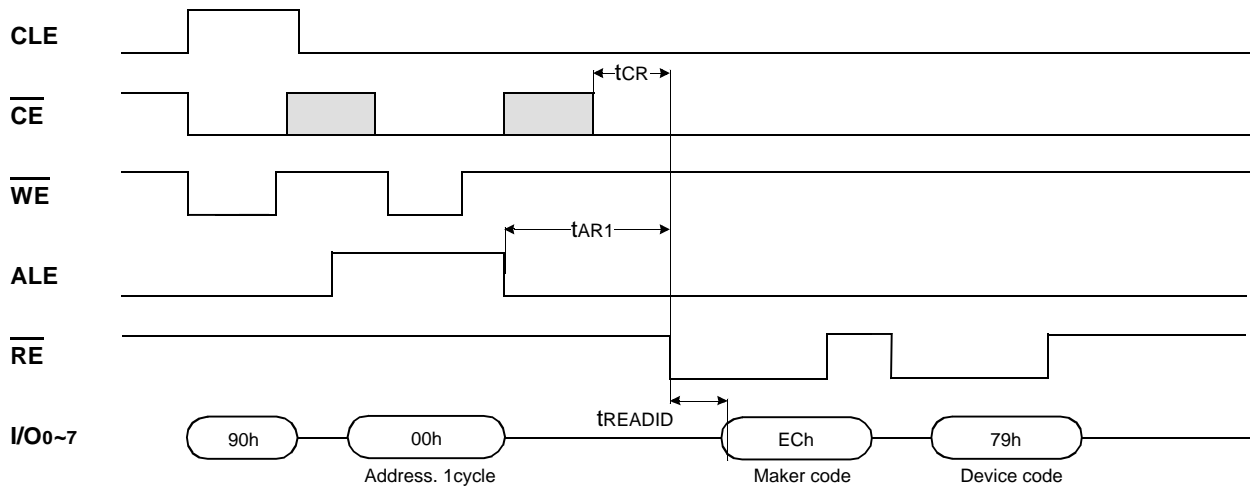 CLE
tCR
CE
WE
tAR1
ALE
RE
tREADID
I/O0~7
90h
00h
ECh
79h
Address. 1cycle
Maker code
Device code